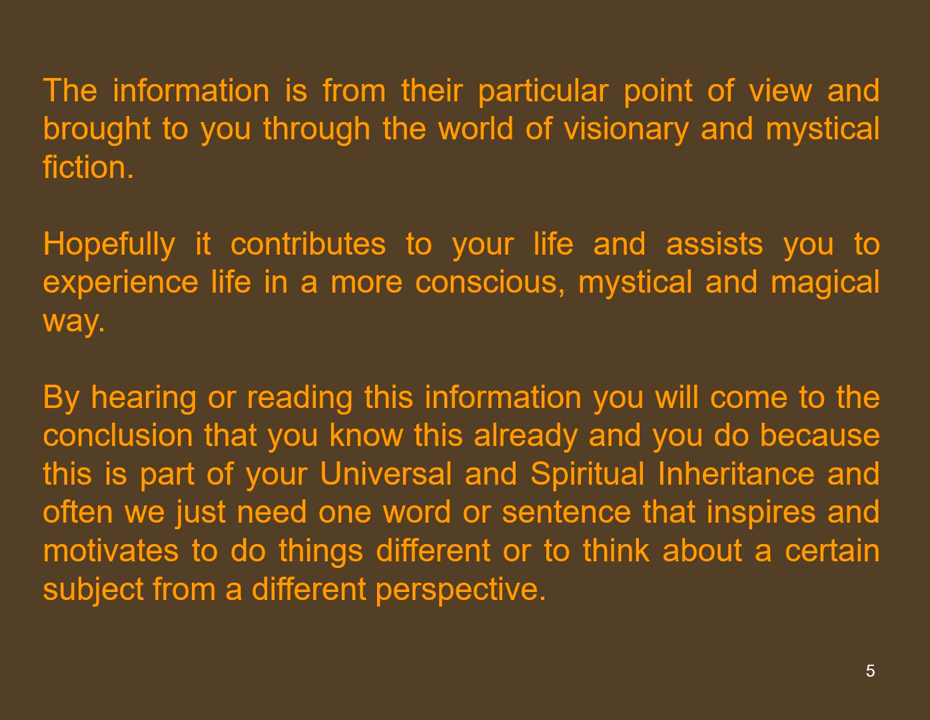 The information is from their particular point of view and
brought to you through the world of visionary and mystical
fiction.
Hopefully it contributes to your life and assists you to
experience life in a more conscious, mystical and magical
way.
By hearing or reading this information you will come to the
conclusion that you know this already and you do because
this is part of your Universal and Spiritual Inheritance and
often we just need one word or sentence that inspires and
motivates to do things different or to think about a certain
subject from a different perspective.
5